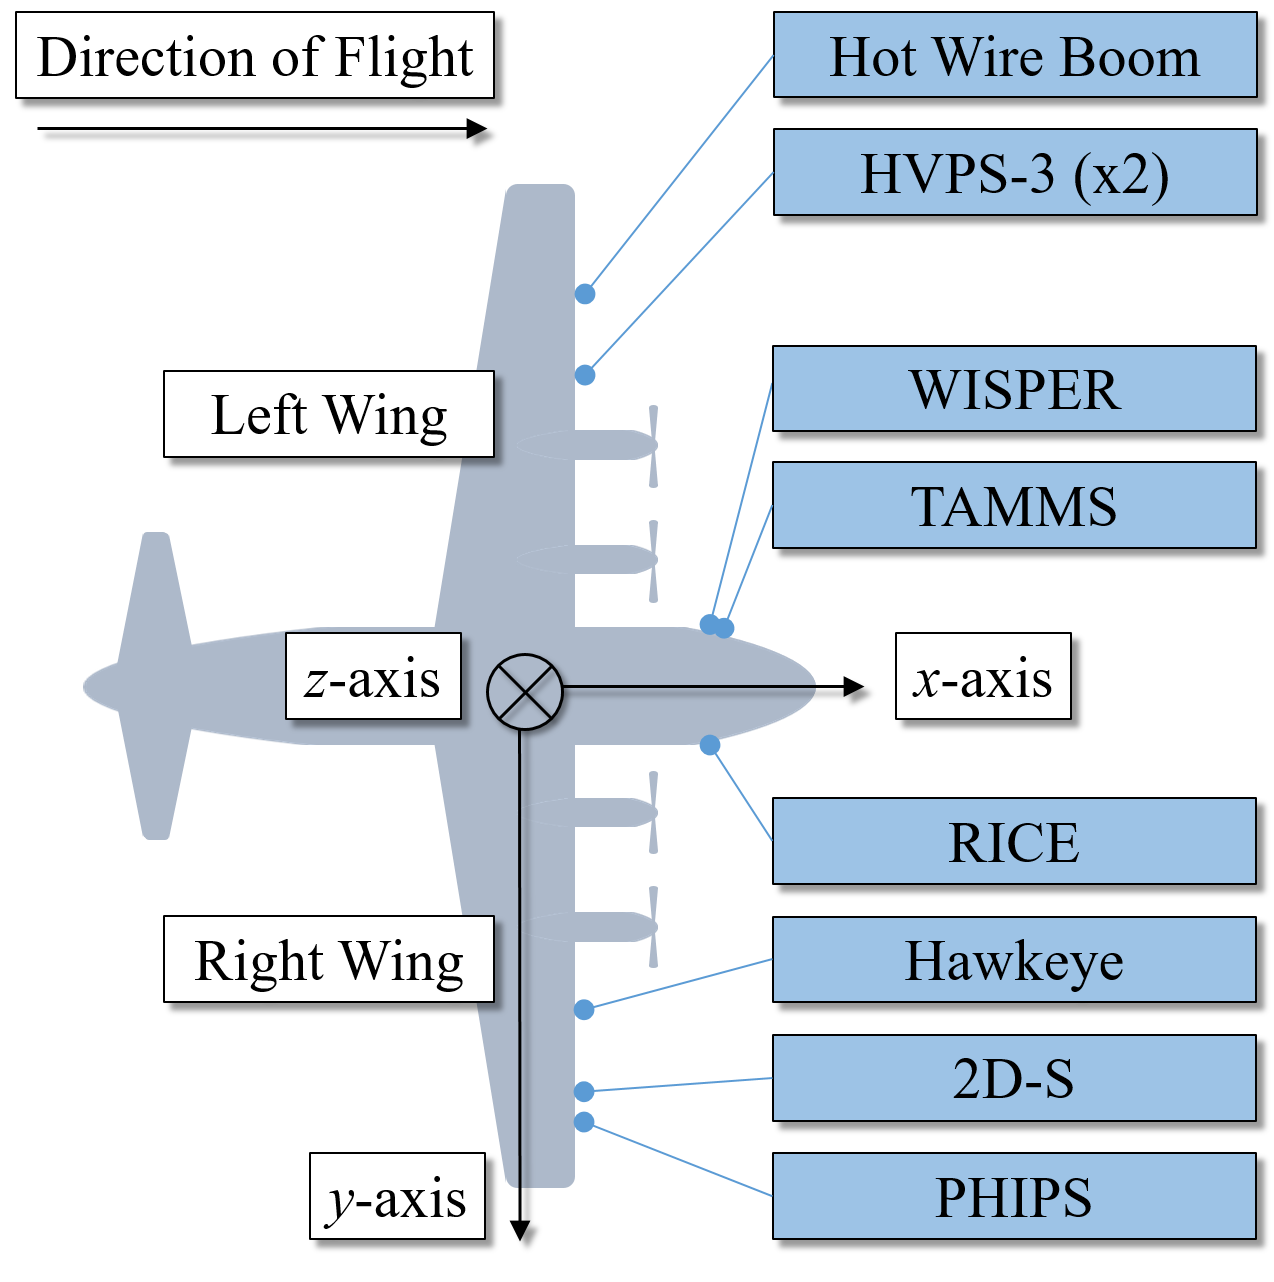 Direction of Flight
Hot Wire Boom
HVPS-3 (x2)
WISPER
Left Wing
TAMMS
z-axis
x-axis
RICE
Right Wing
Hawkeye
2D-S
y-axis
PHIPS